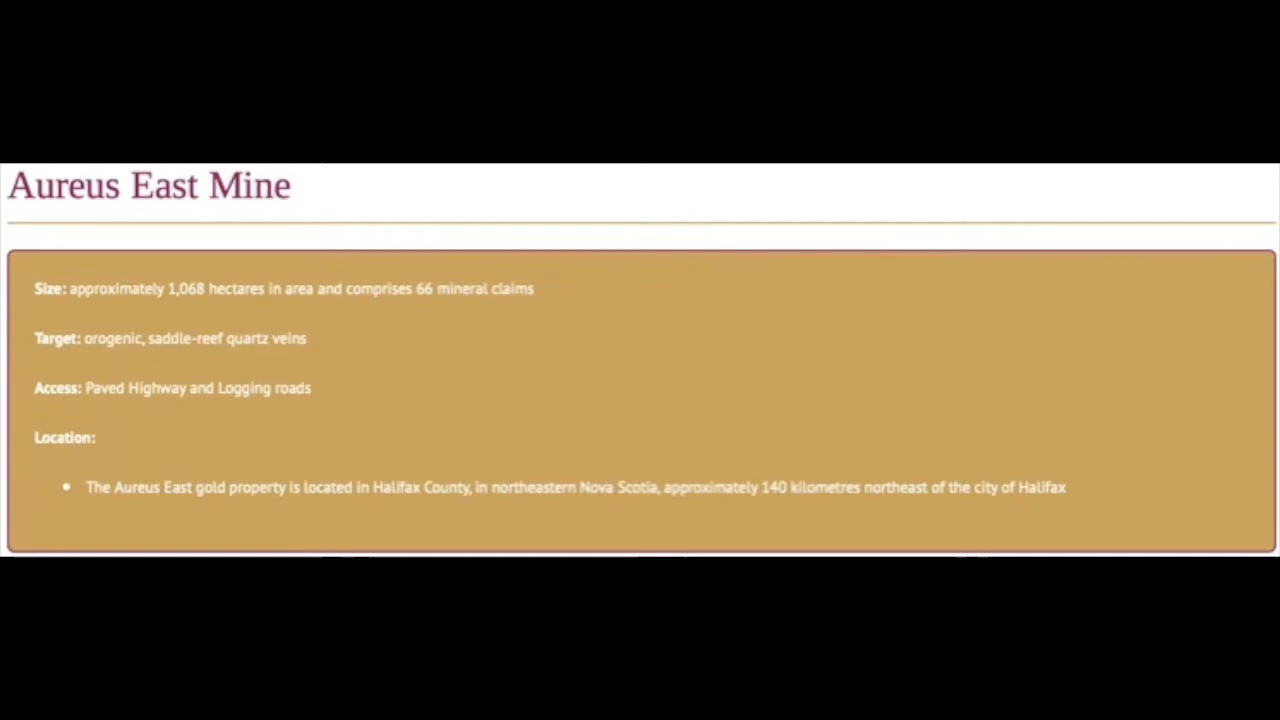 Aureus East Mine
Size: approximately 1,068 hectares in area and comprises 66 mineral claims
Target: orogenic, saddle-reef quartz veins
Access: Paved Highway and Logging roads
Location:
• The Aureus East gold property is located in Halifax County, in northeastern Nova Scotia, approximately 140 kilometres northeast of the city of Halifax